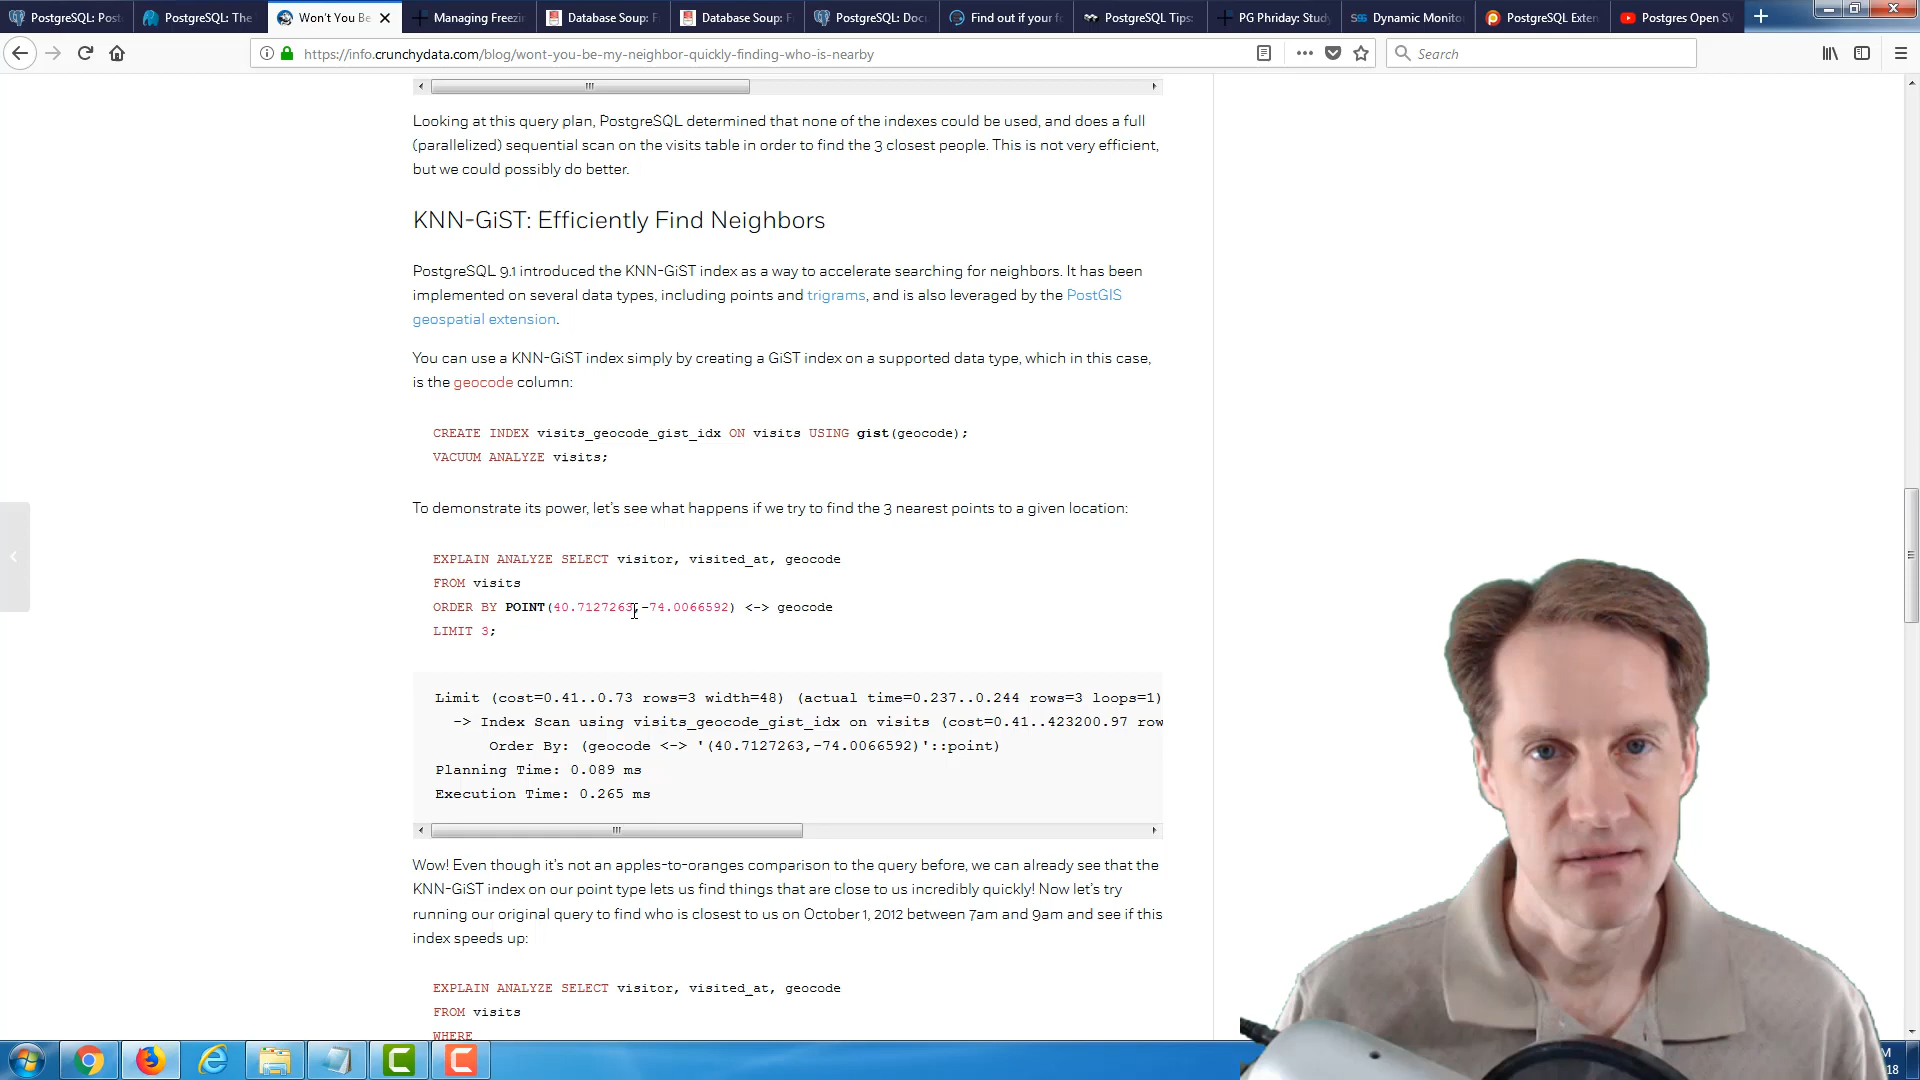 PostgreSQL: Post
PostgreSQL: The
Won't You Be
Managing Freezin
Database Soup: F
Database Soup: F
PostgreSQL: Docu
Find out if your fo
PostgreSQL Tips:
PG Phriday: Stud
Dynamic Monito
PostgreSQL Exten
Postgres Open SV
https://info.crunchydata.com/blog/wont-you-be-my-neighbor-quickly-finding-who-is-nearby
Search
Looking at this query plan, PostgreSQL determined that none of the indexes could be used, and does a full
(parallelized) sequential scan on the visits table in order to find the 3 closest people. This is not very efficient,
but we could possibly do better.
KNN-GiST: Efficiently Find Neighbors
PostgreSQL 9.1 introduced the KNN-GiST index as a way to accelerate searching for neighbors. It has been
implemented on several data types, including points and trigrams, and is also leveraged by the PostGIS
geospatial extension.
You can use a KNN-GiST index simply by creating a GiST index on a supported data type, which in this case,
is the geocode column:
CREATE INDEX visits_geocode_gist_idx ON visits USING gist(geocode);
VACUUM ANALYZE visits;
To demonstrate its power, let's see what happens if we try to find the 3 nearest points to a given location:
EXPLAIN ANALYZE SELECT visitor, visited_at, geocode
FROM visits
ORDER BY POINT(40.7127263,-74.0066592) <-> geocode
LIMIT 3;
Limit (cost=0.41..0.73 rows=3 width=48) (actual time=0.237..0.244 rows=3 loops=1)
-> Index Scan using visits_geocode_gist_idx on visits (cost=0.41..423200.97 row
Order By: (geocode <-> '(40.7127263,-74.0066592)'::point)
Planning Time: 0.089 ms
Execution Time: 0.265 ms
Wow! Even though it's not an apples-to-oranges comparison to the query before, we can already see that the
KNN-GiST index on our point type lets us find things that are close to us incredibly quickly! Now let's try
running our original query to find who is closest to us on October 1, 2012 between 7am and 9am and see if this
index speeds up:
EXPLAIN ANALYZE SELECT visitor, visited_at, geocode
FROM visits
WHERE
M
18